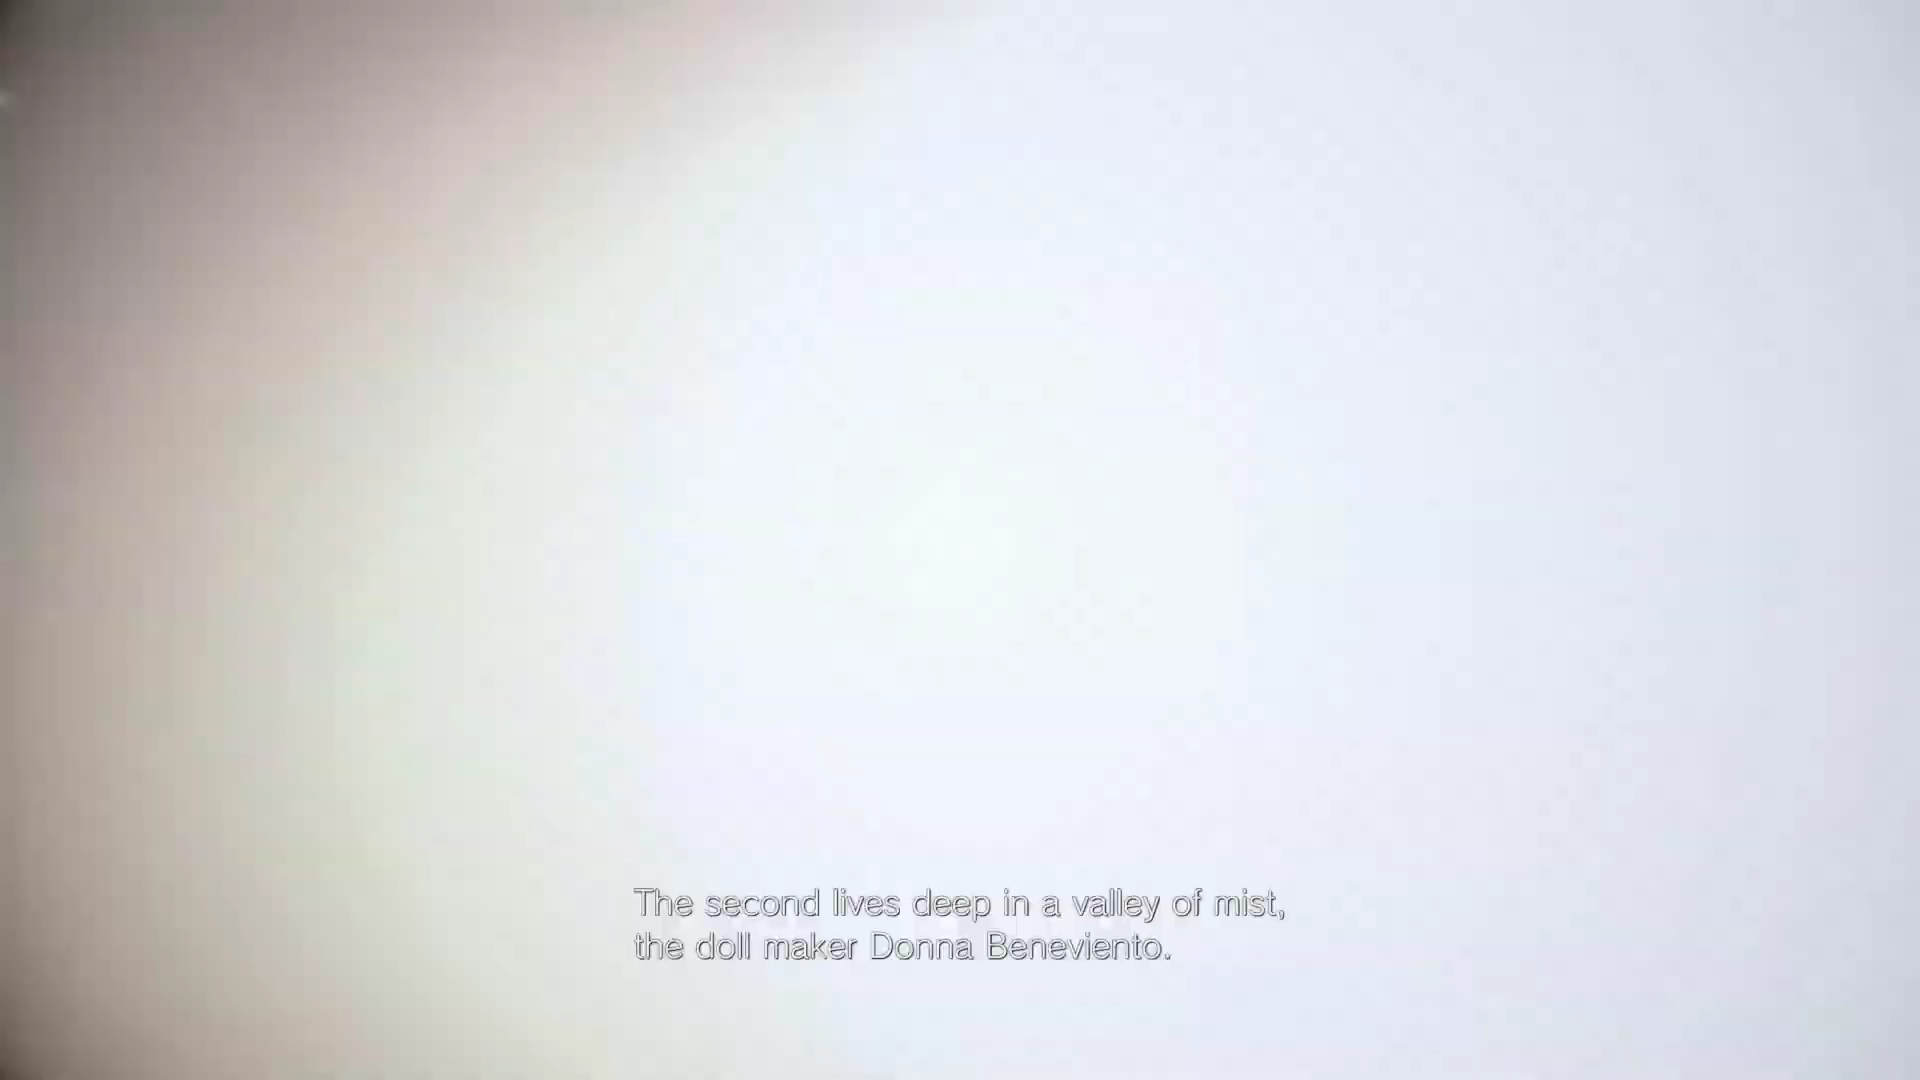 The second lives deep in a valley of mist,
the doll maker Donna Beneviento.